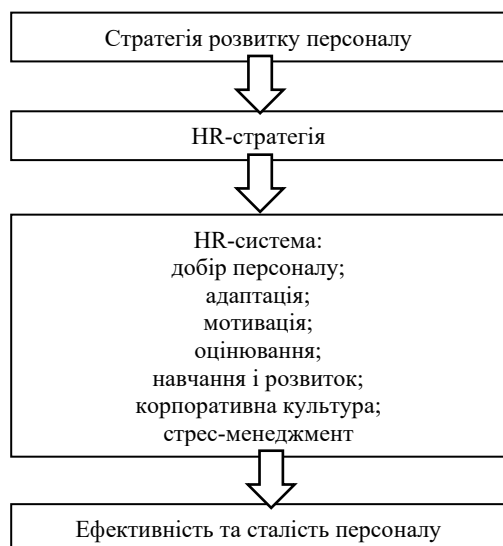 Стратегія розвитку персоналу
HR-стратегія
HR-система:
добір персоналу;
адаптація;
мотивація;
оцінювання;
навчання і розвиток;
корпоративна культура;
стрес-менеджмент
Ефективність та сталість персоналу